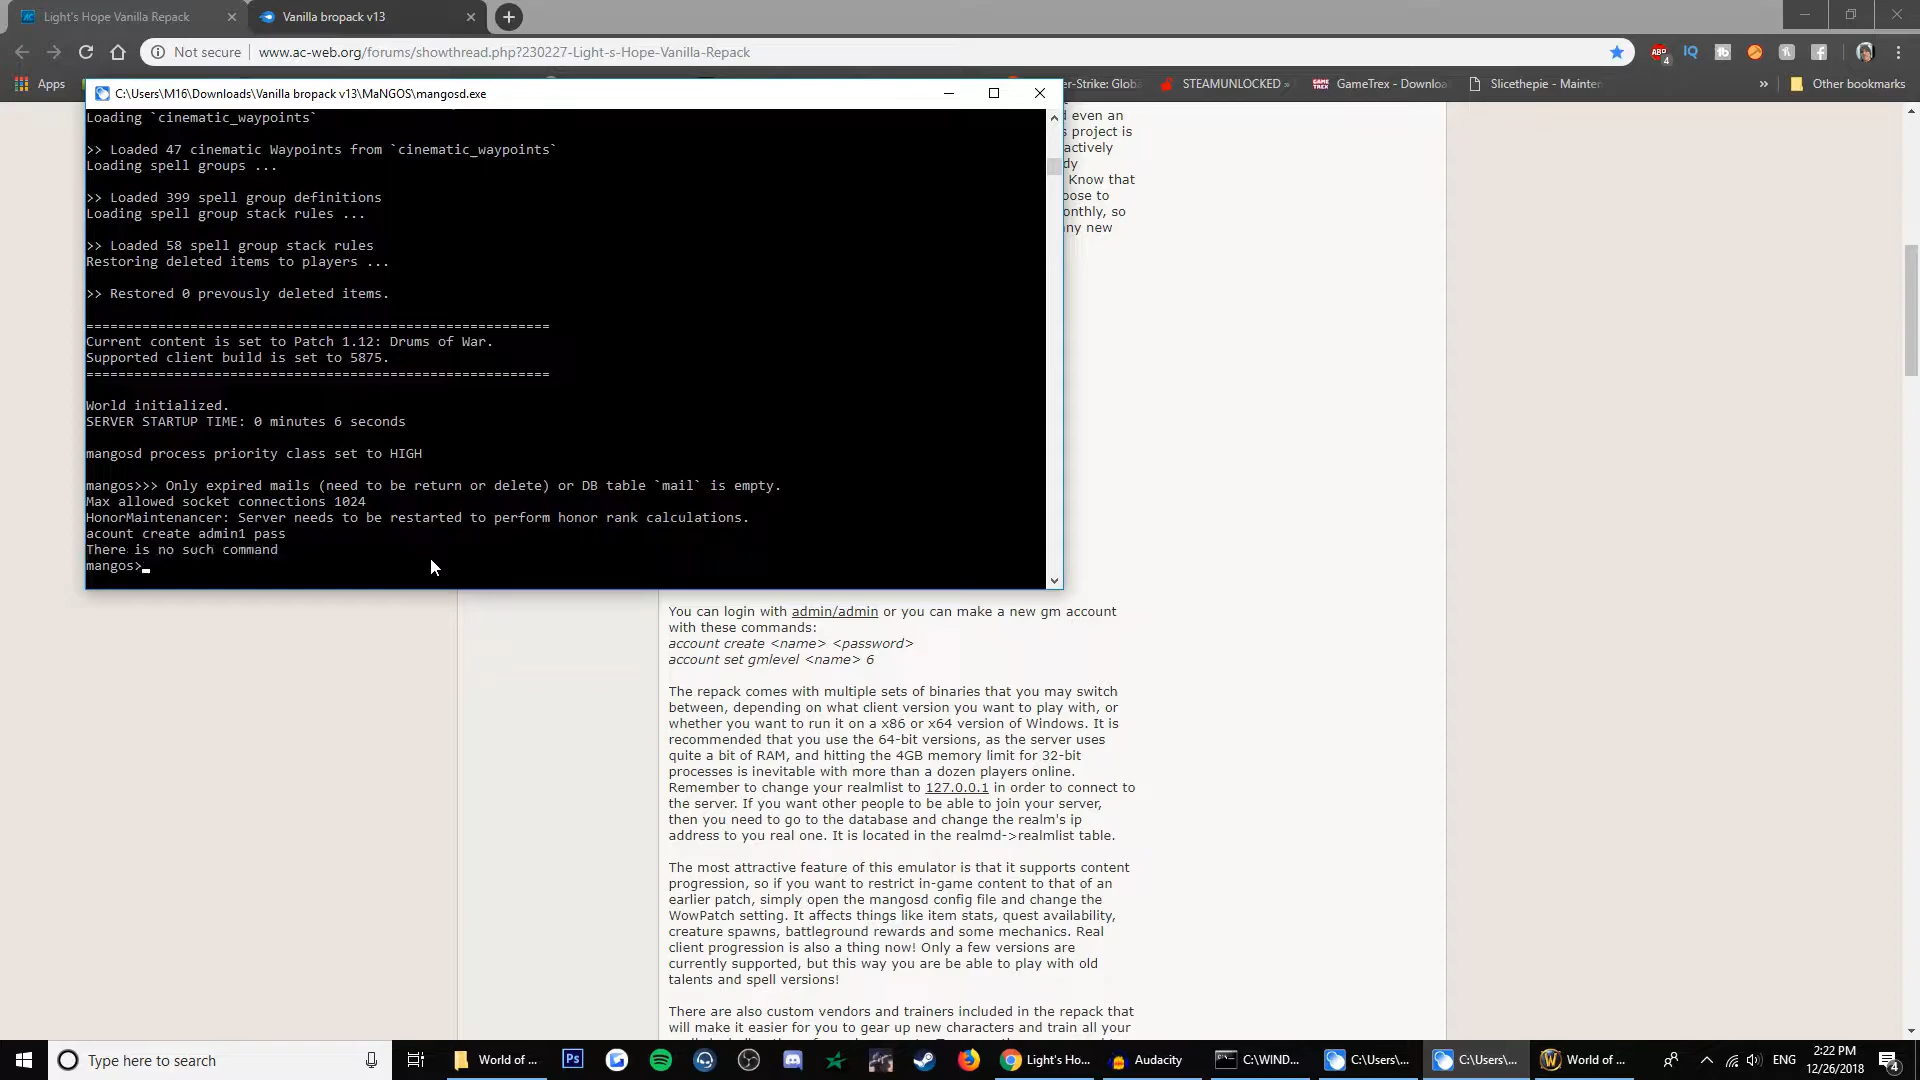 Light's Hope Vanilla Repack
Vanilla bropack v13
Not secure
www.ac-web.org/forums/showthread.php?230227-Light-s-Hope-Vanilla-Repack
4
Apps
er-Strike: Glob
STEAMUNLOCKED »
GameTrex - Downloa
Slicethepie - Mainten
»
Other bookmarks
C:\Users\M16\Downloads\Vanilla bropack v13\MaNGOS\mangosd.exe
Loading `cinematic_waypoints`
>> Loaded 47 cinematic Waypoints from `cinematic_waypoints`
Loading spell groups ...
>> Loaded 399 spell group definitions
Loading spell group stack rules ...
>> Loaded 58 spell group stack rules
Restoring deleted items to players ...
>> Restored 0 prevously deleted items.
==========================================================
Current content is set to Patch 1.12: Drums of War.
Supported client build is set to 5875.
==========================================================
World initialized.
SERVER STARTUP TIME: 0 minutes 6 seconds
mangosd process priority class set to HIGH
mangos>>> Only expired mails (need to be return or delete) or DB table `mail` is empty.
Max allowed socket connections 1024
HonorMaintenancer: Server needs to be restarted to perform honor rank calculations.
acount create admin1 pass
There is no such command
mangos>_
d even an
s project is
actively
dy
Know that
oose to
onthly, so
any new
You can login with admin/admin or you can make a new gm account
with these commands:
account create <name> <password>
account set gmlevel <name> 6
The repack comes with multiple sets of binaries that you may switch
between, depending on what client version you want to play with, or
whether you want to run it on a x86 or x64 version of Windows. It is
recommended that you use the 64-bit versions, as the server uses
quite a bit of RAM, and hitting the 4GB memory limit for 32-bit
processes is inevitable with more than a dozen players online.
Remember to change your realmlist to 127.0.0.1 in order to connect to
the server. If you want other people to be able to join your server,
then you need to go to the database and change the realm's ip
address to you real one. It is located in the realmd->realmlist table.
The most attractive feature of this emulator is that it supports content
progression, so if you want to restrict in-game content to that of an
earlier patch, simply open the mangosd config file and change the
WowPatch setting. It affects things like item stats, quest availability,
creature spawns, battleground rewards and some mechanics. Real
client progression is also a thing now! Only a few versions are
currently supported, but this way you are be able to play with old
talents and spell versions!
There are also custom vendors and trainers included in the repack that
will make it easier for you to gear up new characters and train all your
Type here to search
World of ...
Light's Ho...
Audacity
C:\WIND...
C:\Users\...
C:\Users\...
World of ...
ENG
2:22 PM
12/26/2018
4